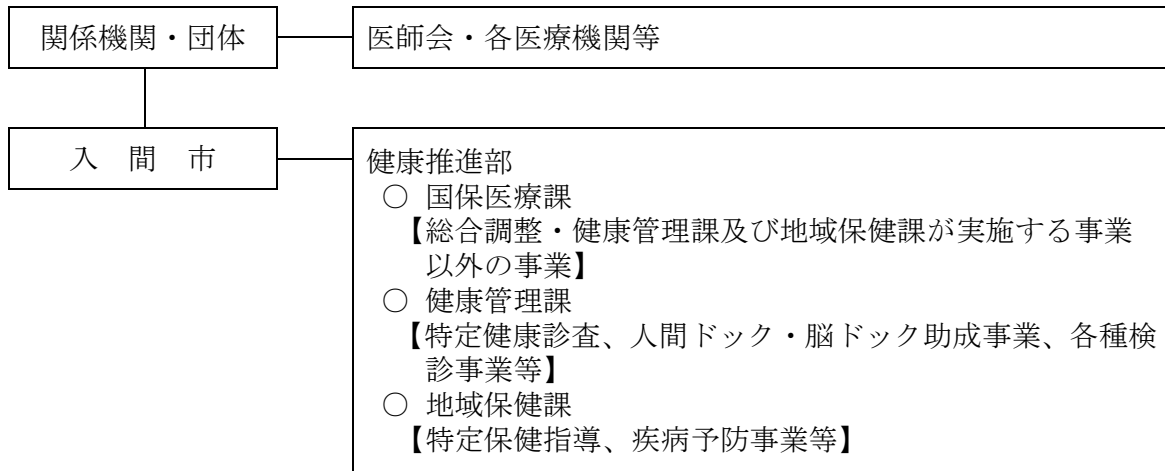 関係機関・団体
医師会・各医療機関等
入　間　市
健康推進部
○ 国保医療課
【総合調整・健康管理課及び地域保健課が実施する事業
以外の事業】
○ 健康管理課
【特定健康診査、人間ドック・脳ドック助成事業、各種検
診事業等】
○ 地域保健課
【特定保健指導、疾病予防事業等】